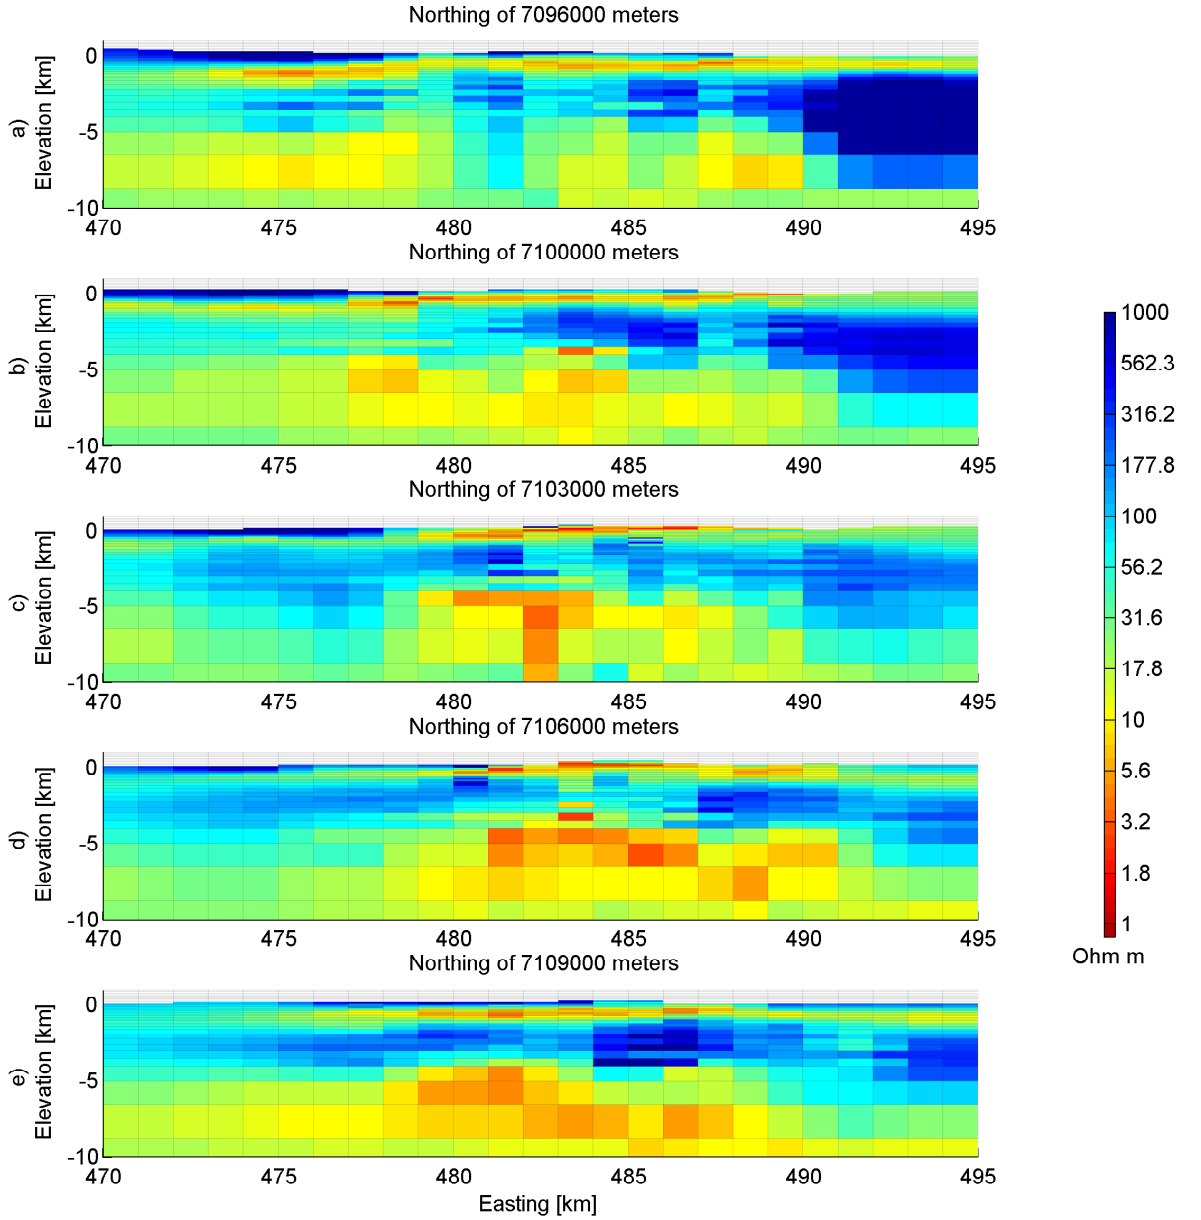 Northing of 7096000 meters
a)
Elevation [km]
0
-5
-10
470 475 480 485 490 495
Northing of 7100000 meters
b)
Elevation [km]
0
-5
-10
470 475 480 485 490 495
Northing of 7103000 meters
c)
Elevation [km]
0
-5
-10
470 475 480 485 490 495
Northing of 7106000 meters
d)
Elevation [km]
0
-5
-10
470 475 480 485 490 495
Northing of 7109000 meters
e)
Elevation [km]
0
-5
-10
470 475 480 485 490 495
Easting [km]
1000
562.3
316.2
177.8
100
56.2
31.6
17.8
10
5.6
3.2
1.8
1
Ohm m